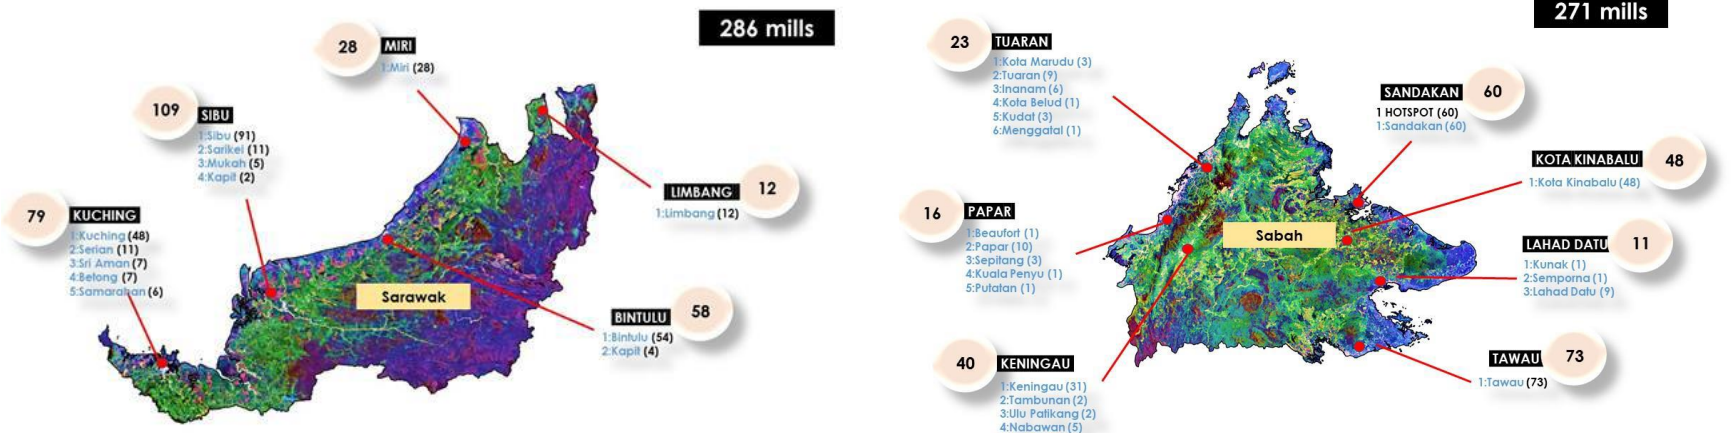 286 mills
28
MIRI
1:Miri (28)
109
SIBU
1:Sibu (91)
2:Sarikei (11)
3:Mukah (5)
4:Kapit (2)
79
KUCHING
1:Kuching (48)
2:Serian (11)
3:Sri Aman (7)
4:Betong (7)
5:Samarahan (6)
LIMBANG
12
1:Limbang (12)
Sarawak
BINTULU
58
1:Bintulu (54)
2:Kapit (4)
271 mills
23
TUARAN
1:Kota Marudu (3)
2:Tuaran (9)
3:Inanam (6)
4:Kota Belud (1)
5:Kudat (3)
6:Menggatal (1)
SANDAKAN
60
1 HOTSPOT (60)
1:Sandakan (60)
KOTA KINABALU
48
1:Kota Kinabalu (48)
16
PAPAR
1:Beaufort (1)
2:Papar (10)
3:Sepitang (3)
4:Kuala Penyu (1)
5:Putatan (1)
Sabah
LAHAD DATU
11
1:Kunak (1)
2:Semporna (1)
3:Lahad Datu (9)
40
KENINGAU
1:Keningau (31)
2:Tambunan (2)
3:Ulu Patikang (2)
4:Nabawan (5)
TAWAU
73
1:Tawau (73)